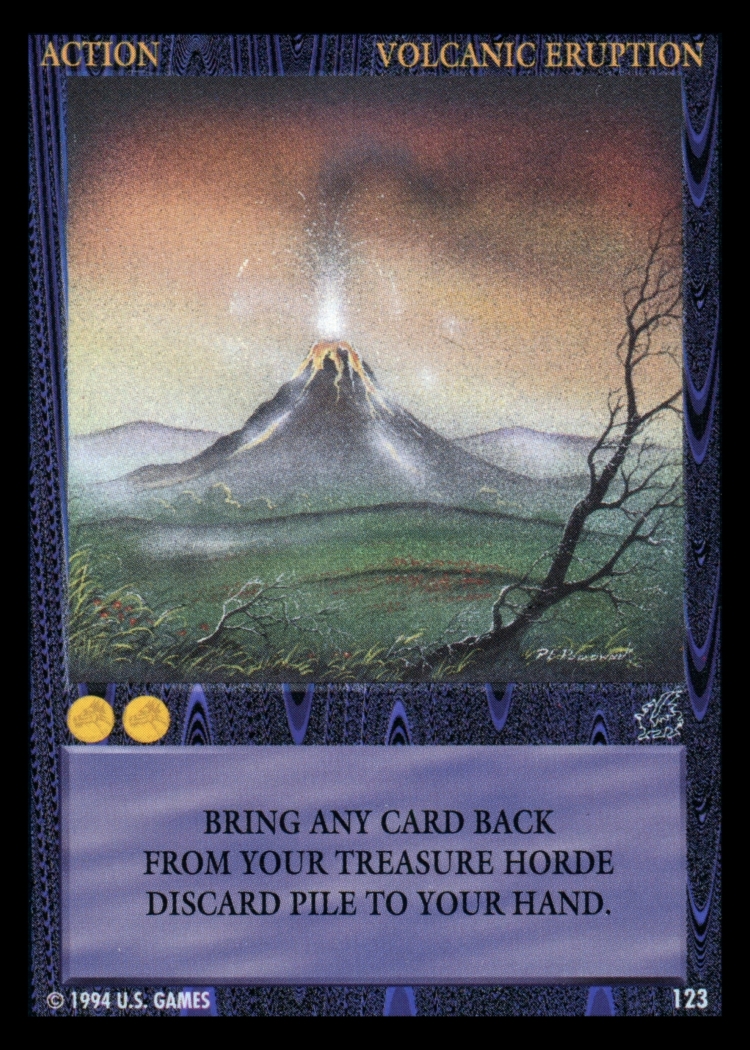 ACTION
VOLCANIC ERUPTION
BRING ANY CARD BACK
FROM YOUR TREASURE HORDE
DISCARD PILE TO YOUR HAND.
© 1994 U.S. GAMES
123